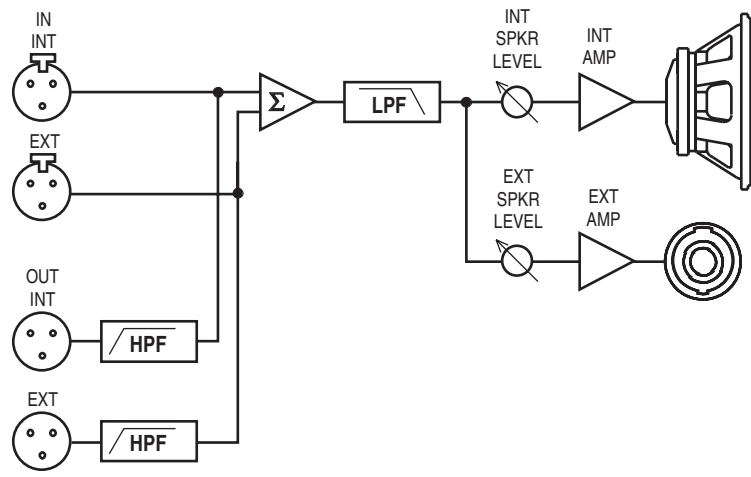 IN
INT
EXT
OUT
INT
HPF
EXT
HPF
Σ
LPF
INT
SPKR
LEVEL
INT
AMP
EXT
SPKR
LEVEL
EXT
AMP